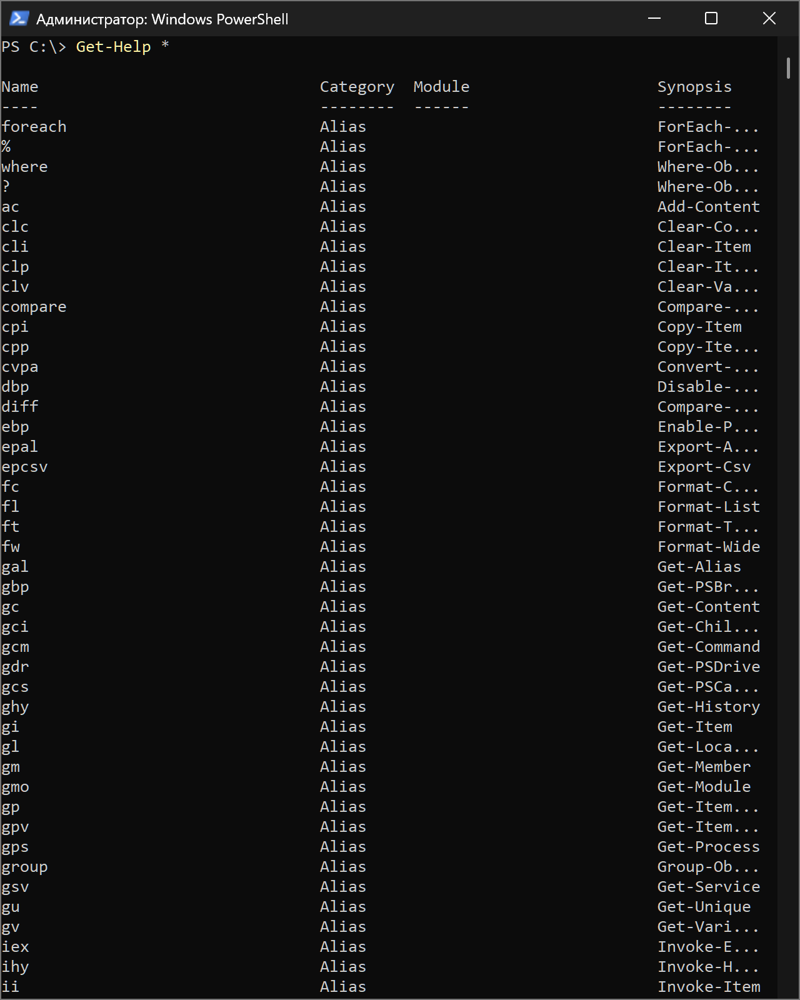 Администратор: Windows PowerShell
PS C:\> Get-Help *
Name Category Module Synopsis
---- -------- ------ --------
foreach Alias ForEach-...
% Alias ForEach-...
where Alias Where-Ob...
? Alias Where-Ob...
ac Alias Add-Content
clc Alias Clear-Co...
cli Alias Clear-Item
clp Alias Clear-It...
clv Alias Clear-Va...
compare Alias Compare-...
cpi Alias Copy-Item
cpp Alias Copy-Ite...
cvpa Alias Convert-...
dbp Alias Disable-...
diff Alias Compare-...
ebp Alias Enable-P...
epal Alias Export-A...
epcsv Alias Export-Csv
fc Alias Format-C...
fl Alias Format-List
ft Alias Format-T...
fw Alias Format-Wide
gal Alias Get-Alias
gbp Alias Get-PSBr...
gc Alias Get-Content
gci Alias Get-Chil...
gcm Alias Get-Command
gdr Alias Get-PSDrive
gcs Alias Get-PSCa...
ghy Alias Get-History
gi Alias Get-Item
gl Alias Get-Loca...
gm Alias Get-Member
gmo Alias Get-Module
gp Alias Get-Item...
gpv Alias Get-Item...
gps Alias Get-Process
group Alias Group-Ob...
gsv Alias Get-Service
gu Alias Get-Unique
gv Alias Get-Vari...
iex Alias Invoke-E...
ihy Alias Invoke-H...
ii Alias Invoke-Item